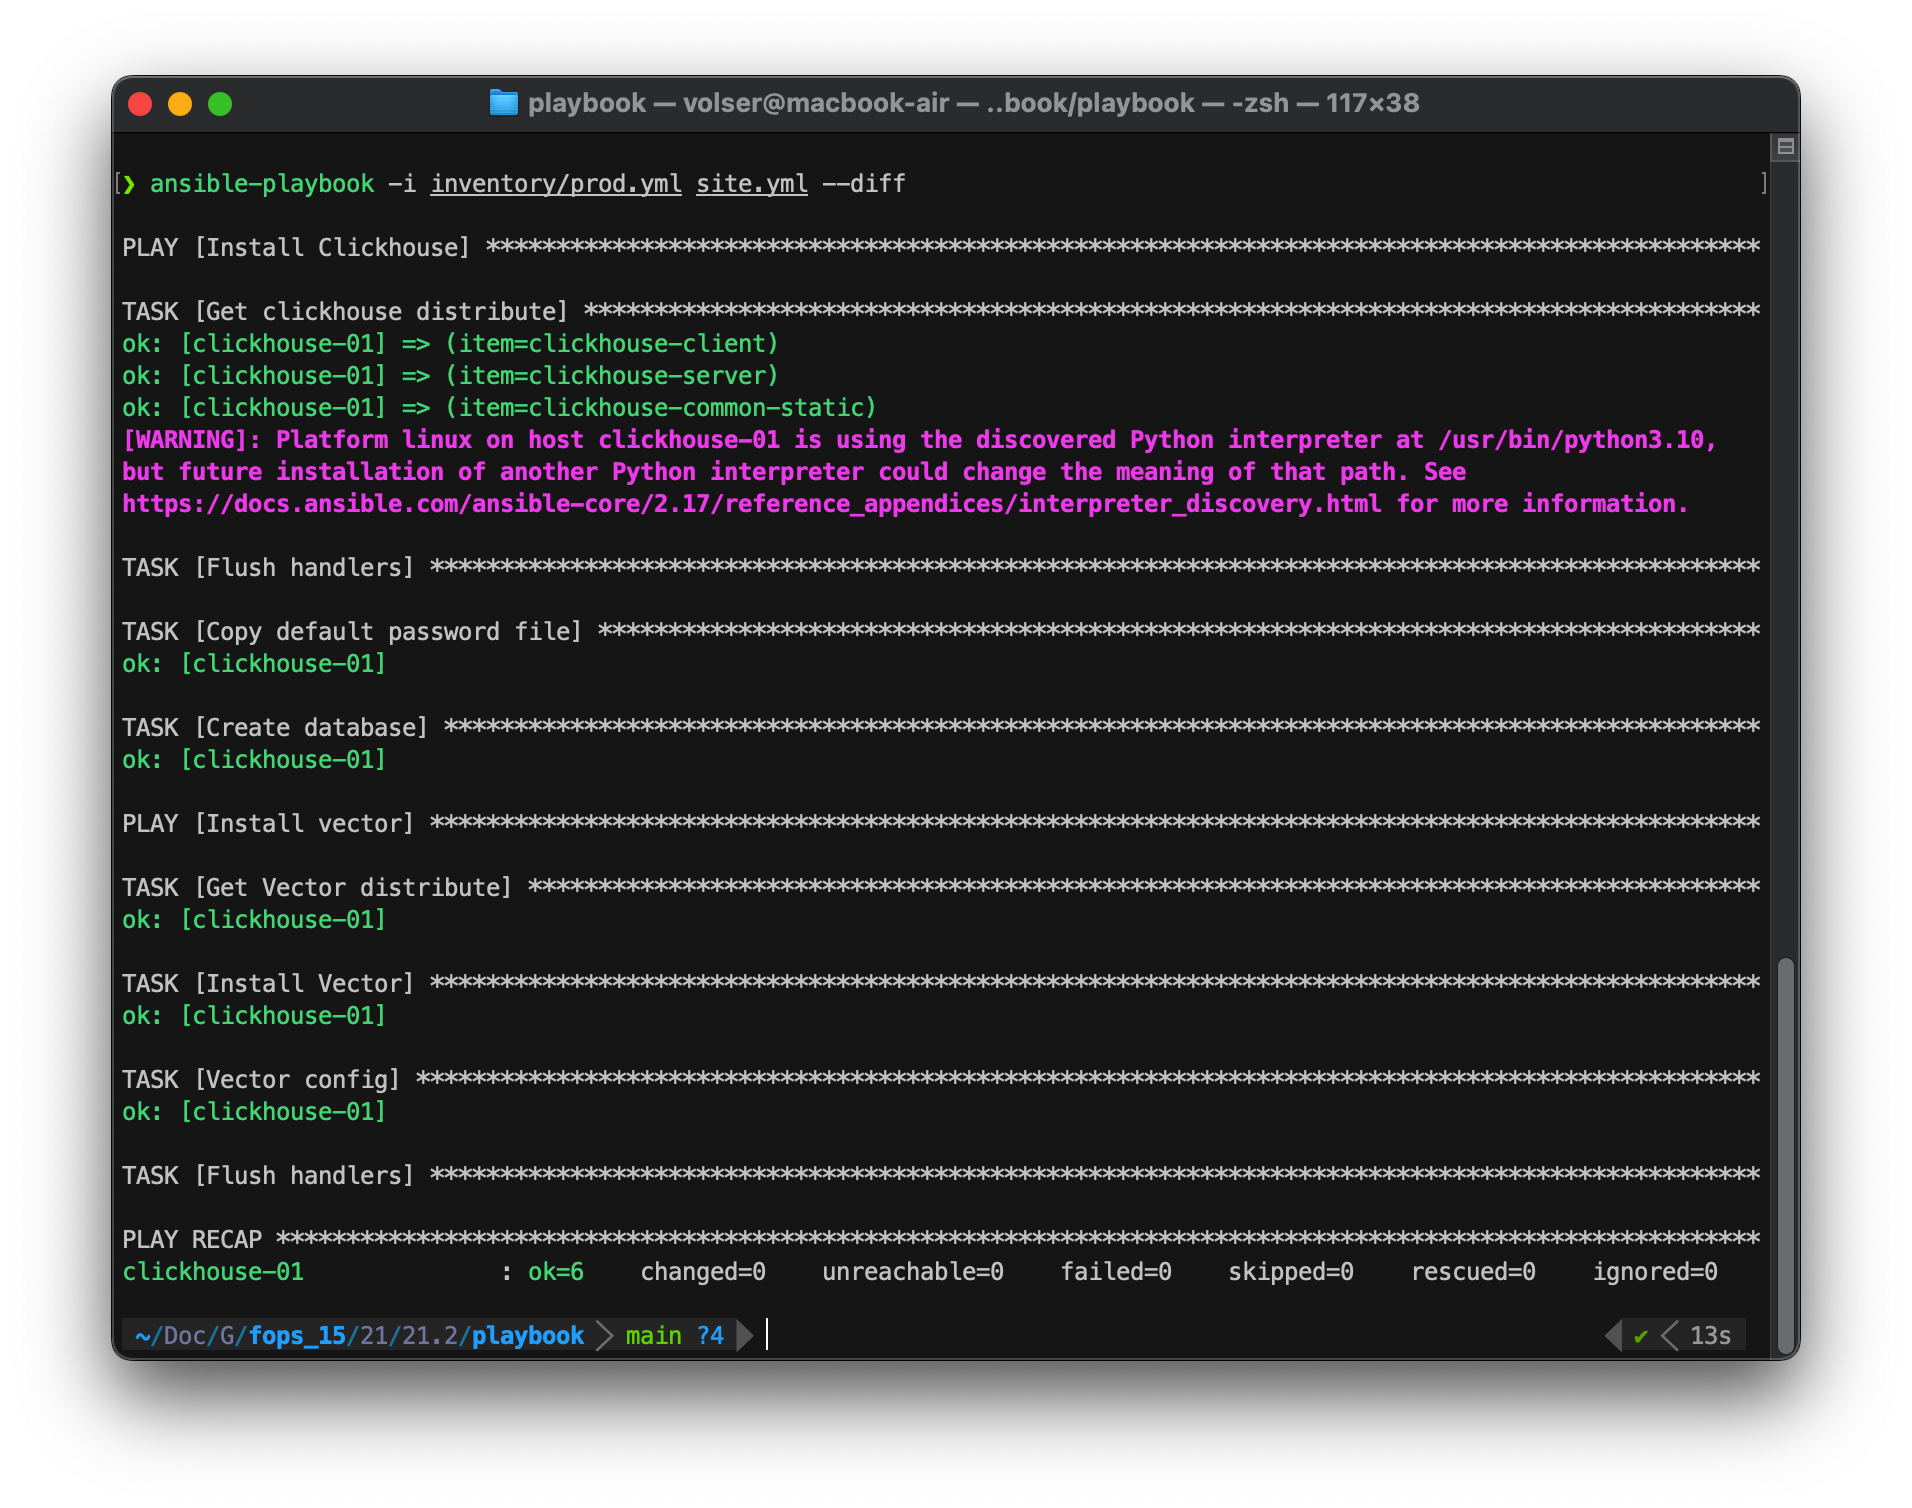 playbook — volser@macbook-air — ..book/playbook — -zsh — 117×38
[❯ ansible-playbook -i inventory/prod.yml site.yml --diff ]
PLAY [Install Clickhouse] *******************************************************************************************
TASK [Get clickhouse distribute] ************************************************************************************
ok: [clickhouse-01] => (item=clickhouse-client)
ok: [clickhouse-01] => (item=clickhouse-server)
ok: [clickhouse-01] => (item=clickhouse-common-static)
[WARNING]: Platform linux on host clickhouse-01 is using the discovered Python interpreter at /usr/bin/python3.10,
but future installation of another Python interpreter could change the meaning of that path. See
https://docs.ansible.com/ansible-core/2.17/reference_appendices/interpreter_discovery.html for more information.
TASK [Flush handlers] ***********************************************************************************************
TASK [Copy default password file] ***********************************************************************************
ok: [clickhouse-01]
TASK [Create database] **********************************************************************************************
ok: [clickhouse-01]
PLAY [Install vector] ***********************************************************************************************
TASK [Get Vector distribute] ****************************************************************************************
ok: [clickhouse-01]
TASK [Install Vector] ***********************************************************************************************
ok: [clickhouse-01]
TASK [Vector config] ************************************************************************************************
ok: [clickhouse-01]
TASK [Flush handlers] ***********************************************************************************************
PLAY RECAP **********************************************************************************************************
clickhouse-01              : ok=6    changed=0    unreachable=0    failed=0    skipped=0    rescued=0    ignored=0
~/Doc/G/fops_15/21/21.2/playbook main ?4 ✔ 13s